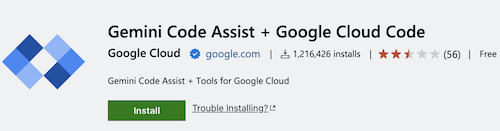 Gemini Code Assist + Google Cloud Code
Google Cloud google.com | 1,216,426 installs | (56) | Free
Gemini Code Assist + Tools for Google Cloud
Install Trouble Installing?